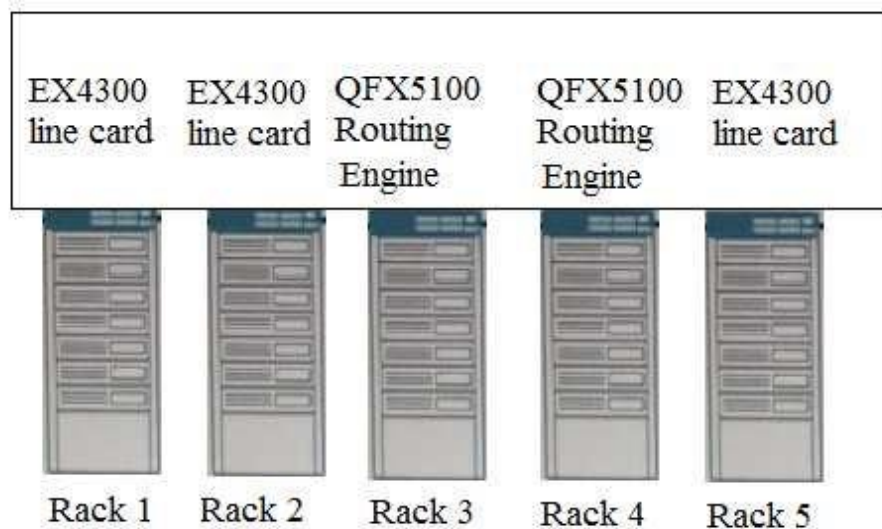 EX4300
line card
EX4300
line card
QFX5100
Routing
Engine
QFX5100
Routing
Engine
EX4300
line card
Rack 1
Rack 2
Rack 3
Rack 4
Rack 5